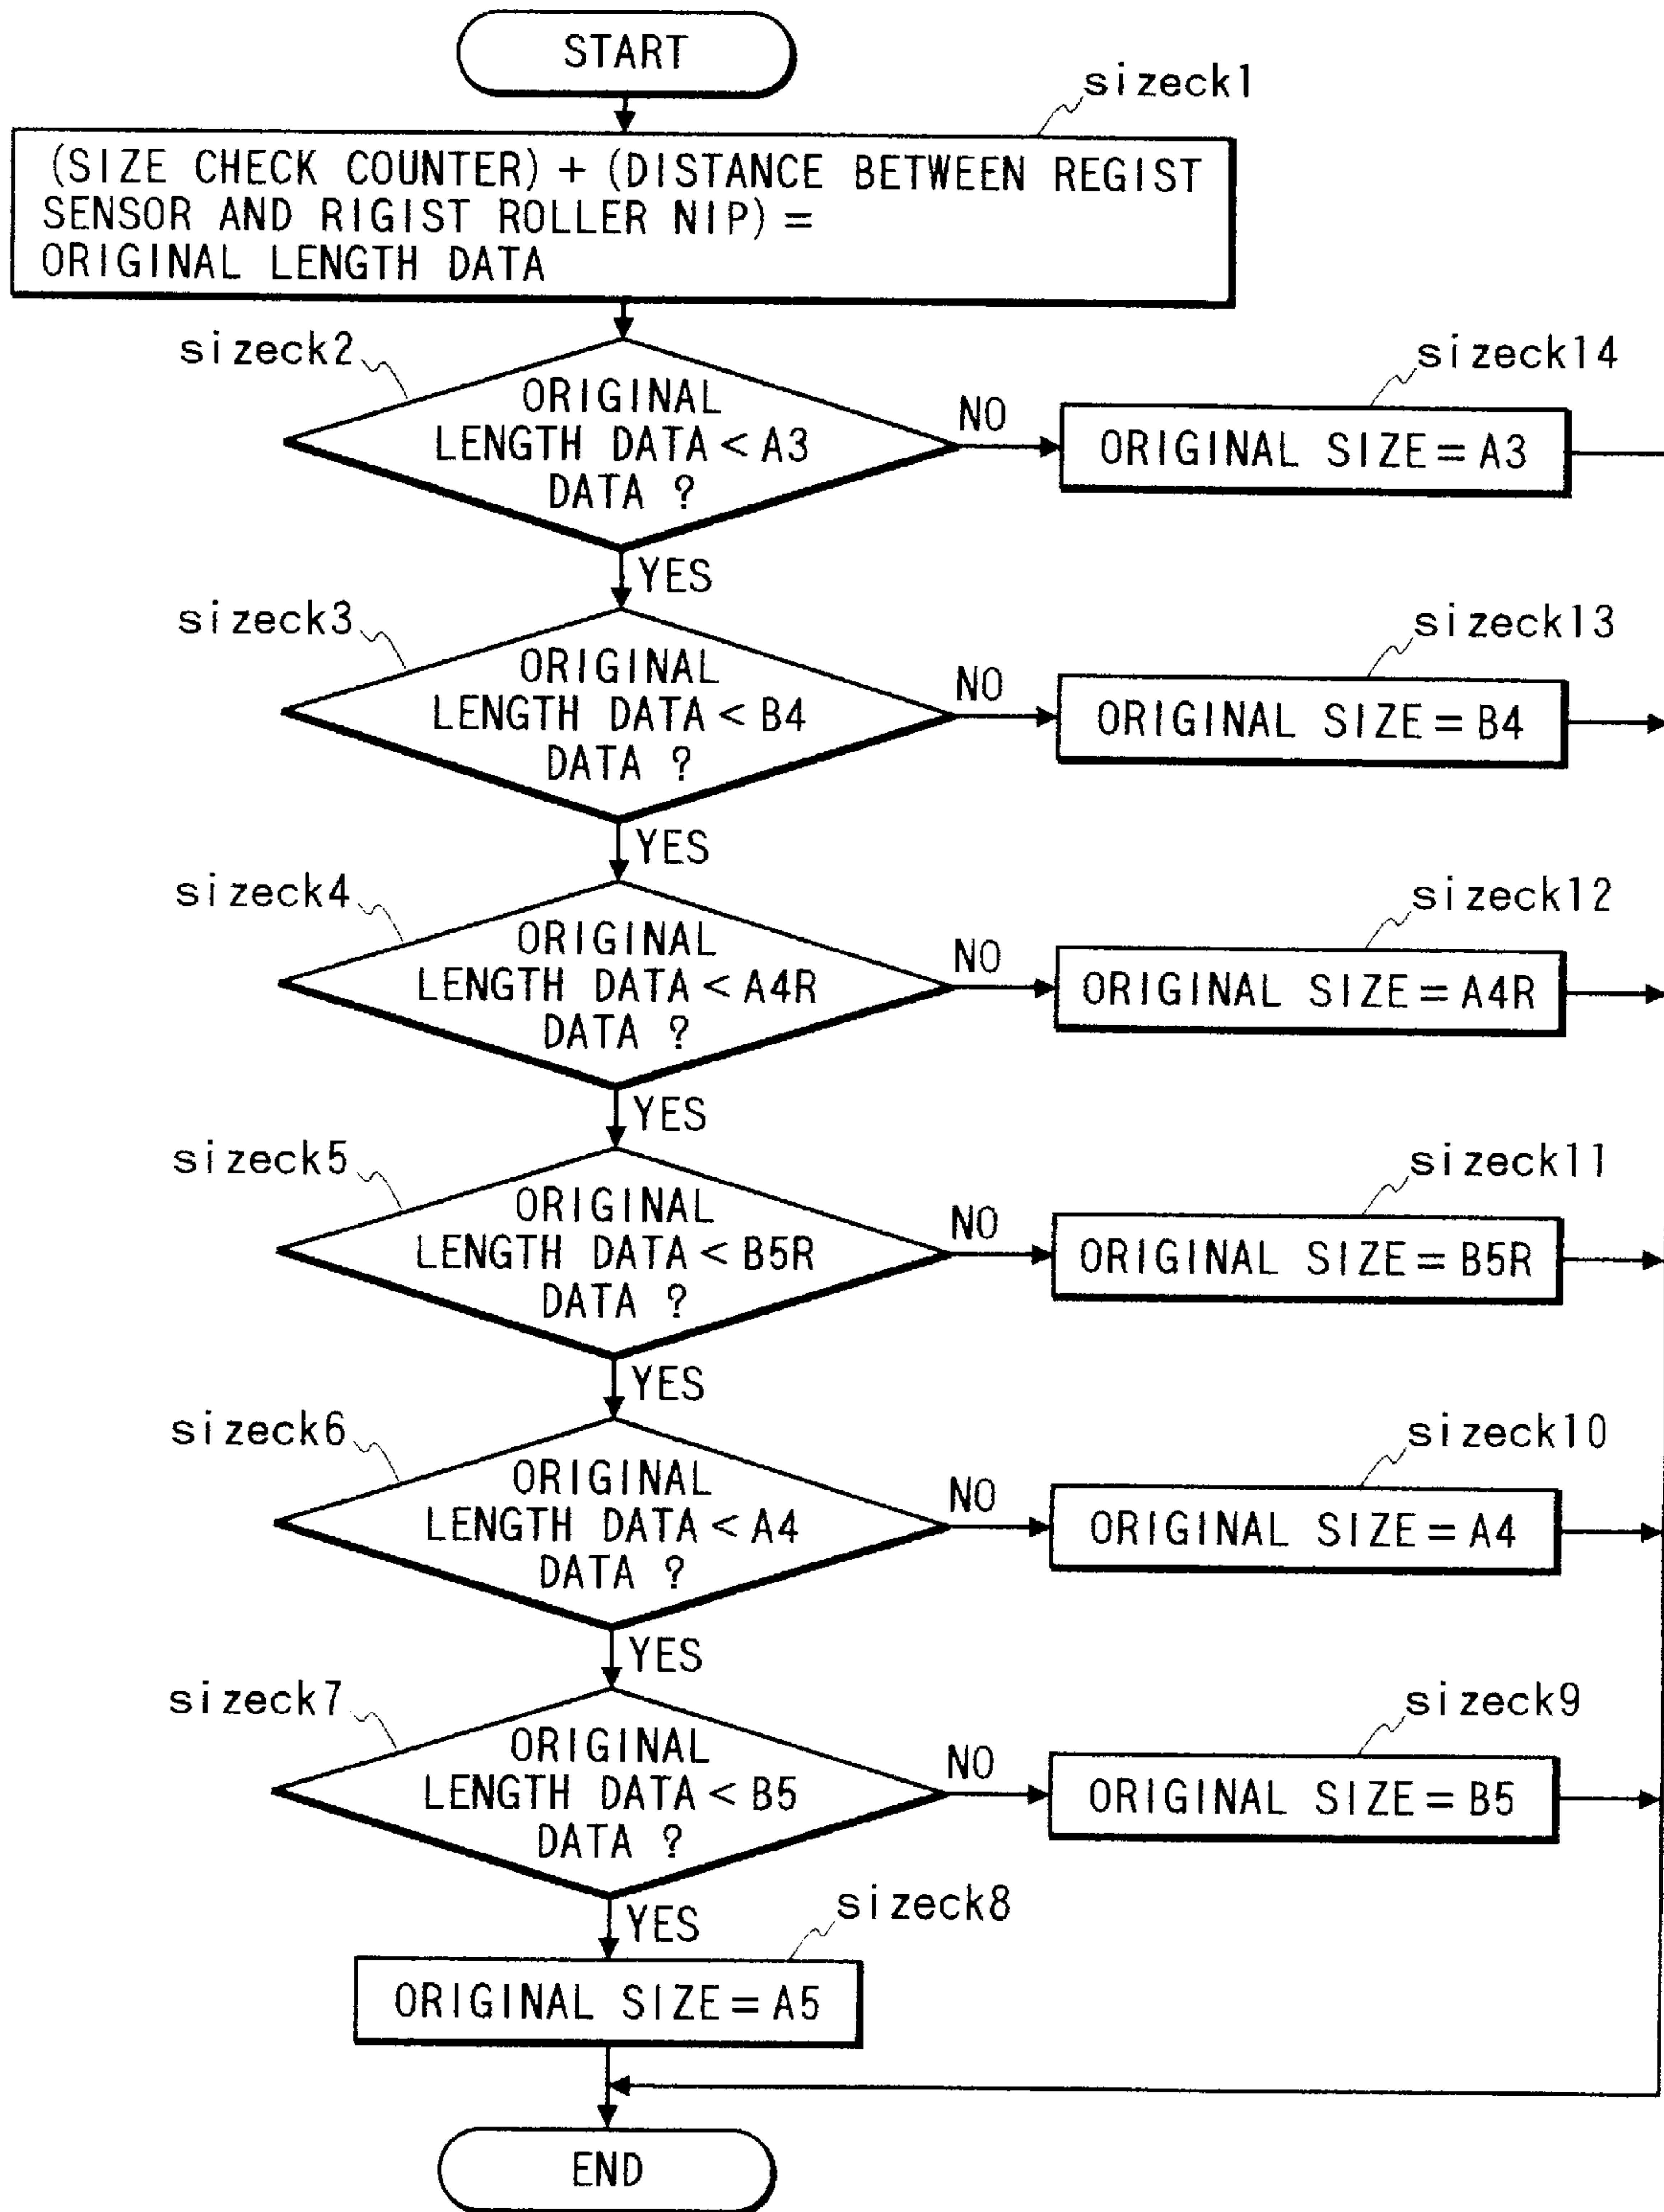 START
sizeck1
(SIZE CHECK COUNTER) + (DISTANCE BETWEEN REGIST
SENSOR AND RIGIST ROLLER NIP) =
ORIGINAL LENGTH DATA
sizeck2
ORIGINAL
LENGTH DATA < A3
DATA ?
NO
sizeck14
ORIGINAL SIZE = A3
YES
sizeck3
ORIGINAL
LENGTH DATA < B4
DATA ?
NO
sizeck13
ORIGINAL SIZE = B4
YES
sizeck4
ORIGINAL
LENGTH DATA < A4R
DATA ?
NO
sizeck12
ORIGINAL SIZE = A4R
YES
sizeck5
ORIGINAL
LENGTH DATA < B5R
DATA ?
NO
sizeck11
ORIGINAL SIZE = B5R
YES
sizeck6
ORIGINAL
LENGTH DATA < A4
DATA ?
NO
sizeck10
ORIGINAL SIZE = A4
YES
sizeck7
ORIGINAL
LENGTH DATA < B5
DATA ?
NO
sizeck9
ORIGINAL SIZE = B5
YES
sizeck8
ORIGINAL SIZE = A5
END